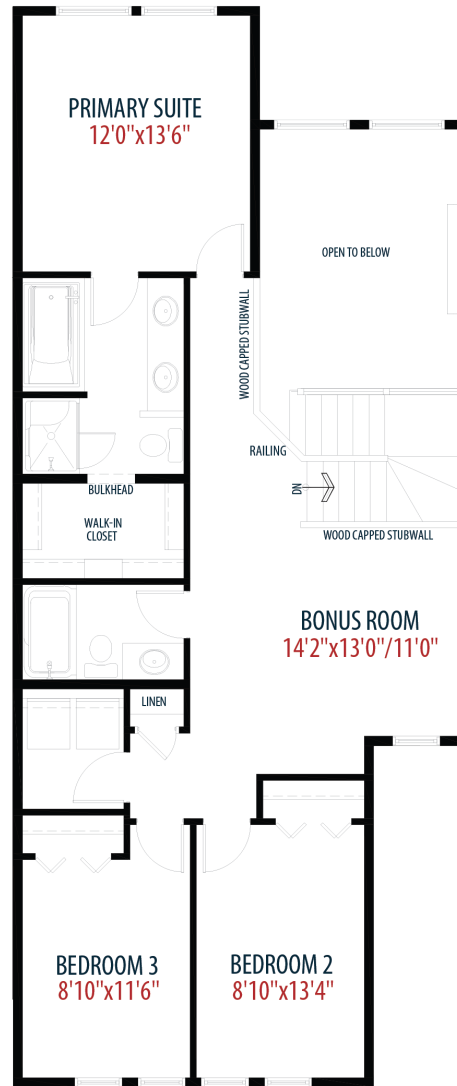 PRIMARY SUITE
12'0"x13'6"
OPEN TO BELOW
WOOD CAPPED STUBWALL
RAILING
DN
WOOD CAPPED STUBWALL
BULKHEAD
WALK-IN
CLOSET
BONUS ROOM
14'2"x13'0"/11'0"
LINEN
BEDROOM 3
8'10"x11'6"
BEDROOM 2
8'10"x13'4"